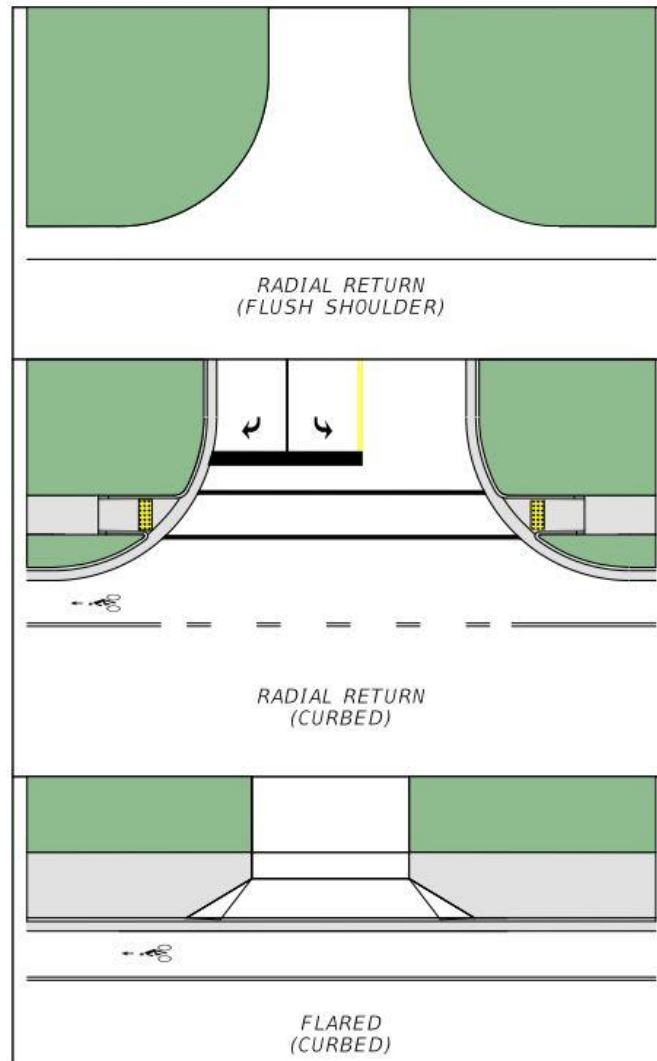 RADIAL RETURN
(FLUSH SHOULDER)
RADIAL RETURN
(CURBED)
FLARED
(CURBED)